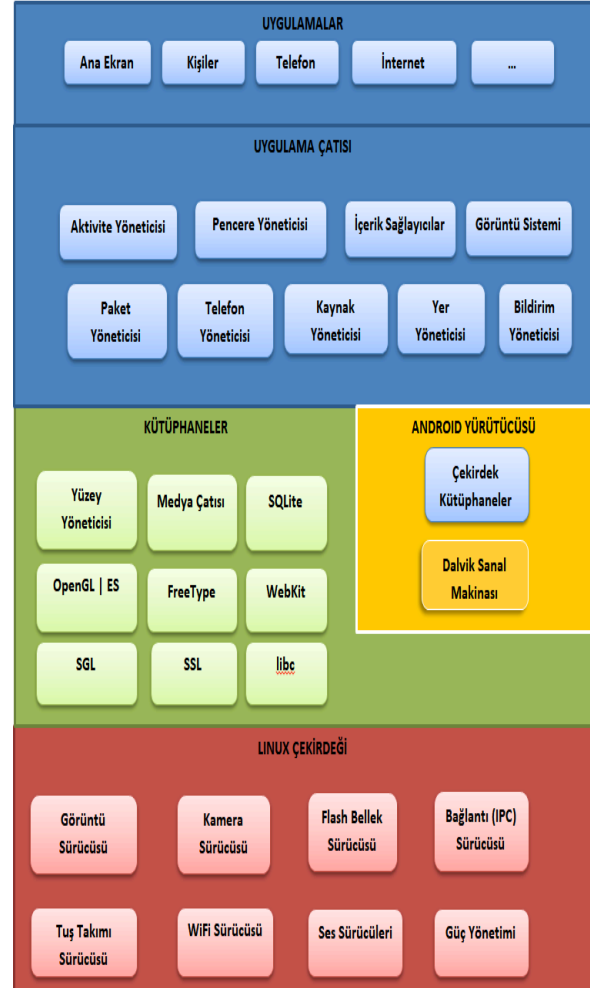 UYGULAMALAR
Ana Ekran
Kişiler
Telefon
İnternet
...
UYGULAMA ÇATISI
Aktivite Yöneticisi
Pencere Yöneticisi
İçerik Sağlayıcılar
Görüntü Sistemi
Paket
Yöneticisi
Telefon
Yöneticisi
Kaynak
Yöneticisi
Yer
Yöneticisi
Bildirim
Yöneticisi
KÜTÜPHANELER
Yüzey
Yöneticisi
Medya Çatısı
SQLite
OpenGL | ES
FreeType
WebKit
SGL
SSL
libc
ANDROID YÜRÜTÜCÜSÜ
Çekirdek
Kütüphaneler
Dalvik Sanal
Makinası
LINUX ÇEKİRDEĞİ
Görüntü
Sürücüsü
Kamera
Sürücüsü
Flash Bellek
Sürücüsü
Bağlantı (IPC)
Sürücüsü
Tuş Takımı
Sürücüsü
WiFi Sürücüsü
Ses Sürücüleri
Güç Yönetimi